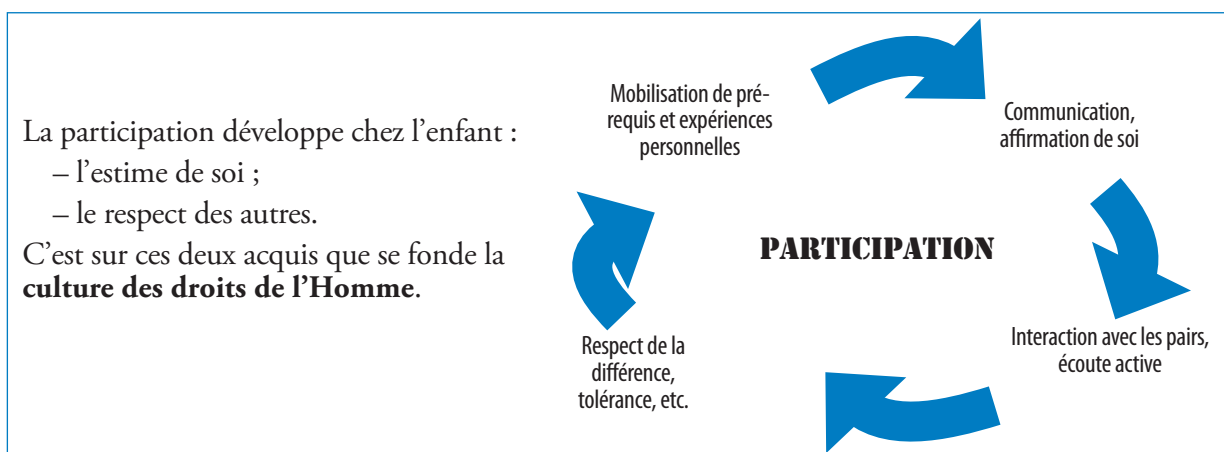 La participation développe chez l’enfant :
– l’estime de soi ;
– le respect des autres.
C’est sur ces deux acquis que se fonde la
culture des droits de l’Homme.
Mobilisation de pré-
requis et expériences
personnelles
Communication,
affirmation de soi
PARTICIPATION
Interaction avec les pairs,
écoute active
Respect de la
différence,
tolérance, etc.